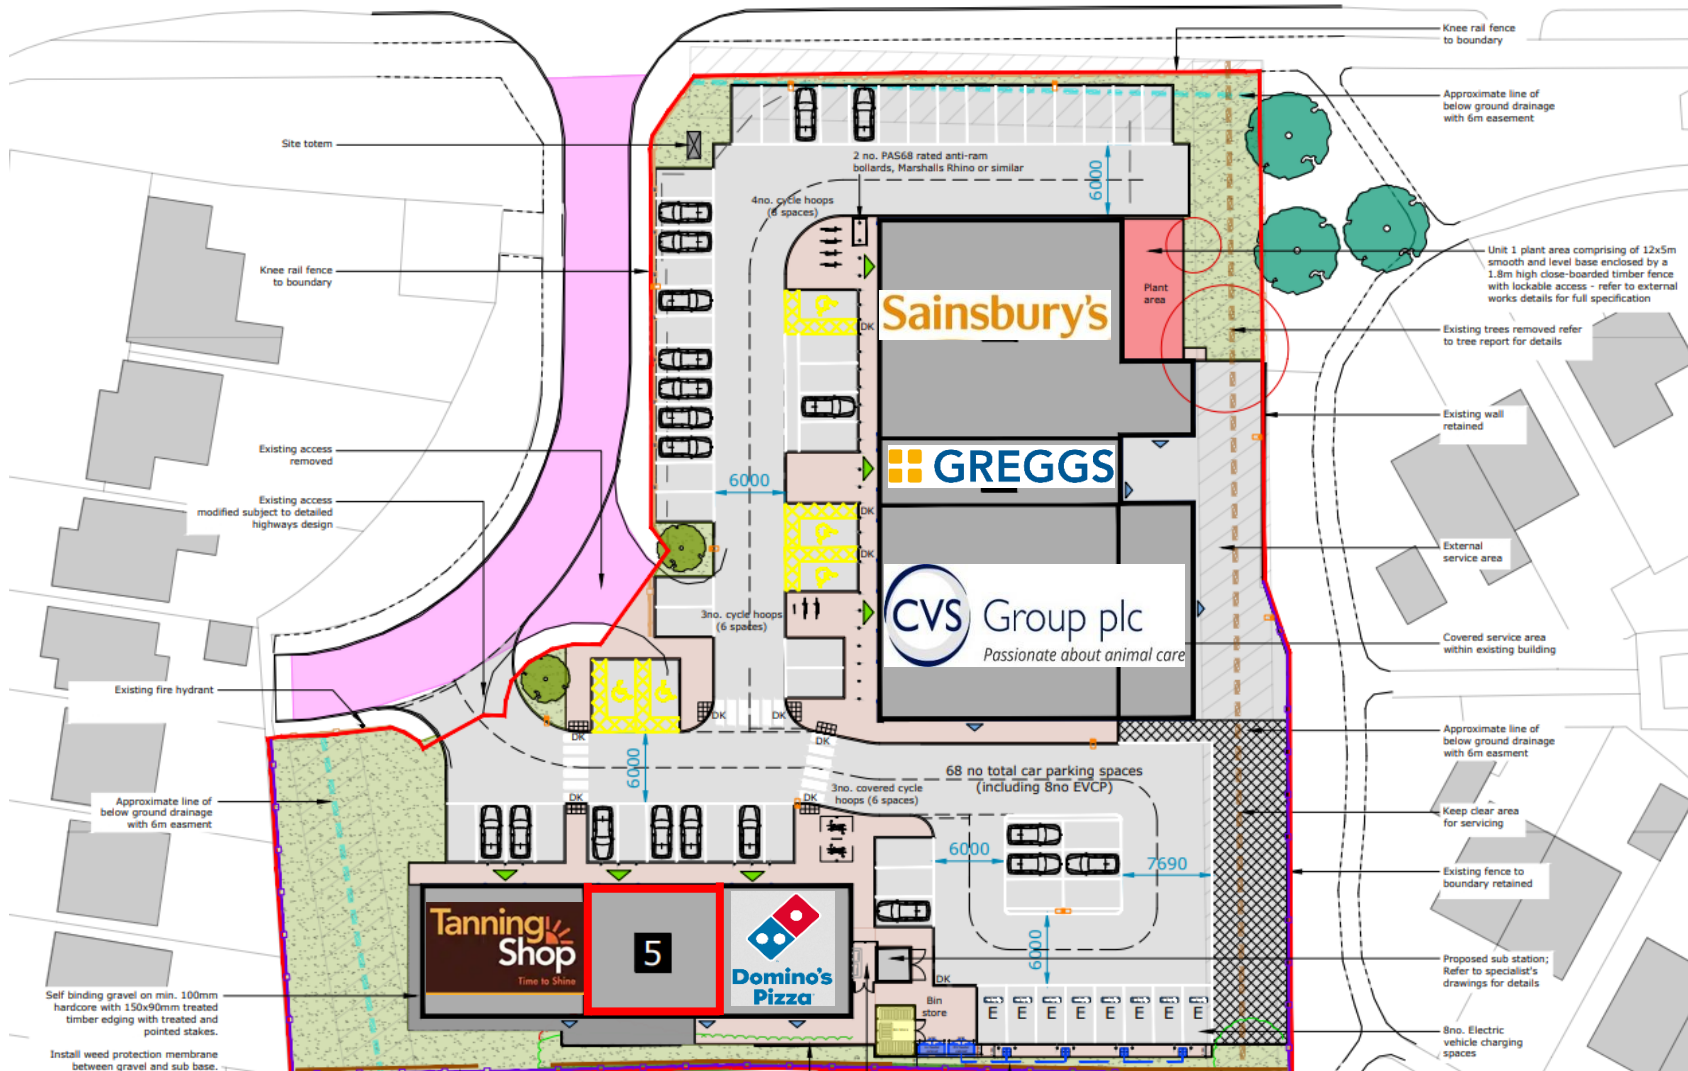 Knee rail fence
to boundary
Approximate line of
below ground drainage
with 6m easement
Site totem
2 no. PAS68 rated anti-ram
bollards, Marshalls Rhino or similar
6000
4no. cycle hoops
(8 spaces)
Knee rail fence
to boundary
Unit 1 plant area comprising of 12x5m
smooth and level base enclosed by a
1.8m high close-boarded timber fence
with lockable access - refer to external
works details for full specification
Plant
area
Sainsbury's
DK
Existing trees removed refer
to tree report for details
Existing wall
retained
Existing access
removed
GREGGS
6000
Existing access
modified subject to detailed
highways design
DK
DK
External
service area
CVS Group plc
Passionate about animal care
3no. cycle hoops
(6 spaces)
Covered service area
within existing building
Existing fire hydrant
DK
DK
DK
DK
Approximate line of
below ground drainage
with 6m easment
6000
68 no total car parking spaces
(including 8no EVCP)
3no. covered cycle
hoops (6 spaces)
DK
DK
Approximate line of
below ground drainage
with 6m easment
Keep clear area
for servicing
6000
7690
Existing fence to
boundary retained
Tanning
Shop
Time to Shine
5
Domino's
Pizza
6000
DK
Proposed sub station;
Refer to specialist's
drawings for details
Self binding gravel on min. 100mm
hardcore with 150x90mm treated
timber edging with treated and
pointed stakes.
Bin
store
E E E E E E E E
8no. Electric
vehicle charging
spaces
Install weed protection membrane
between gravel and sub base.